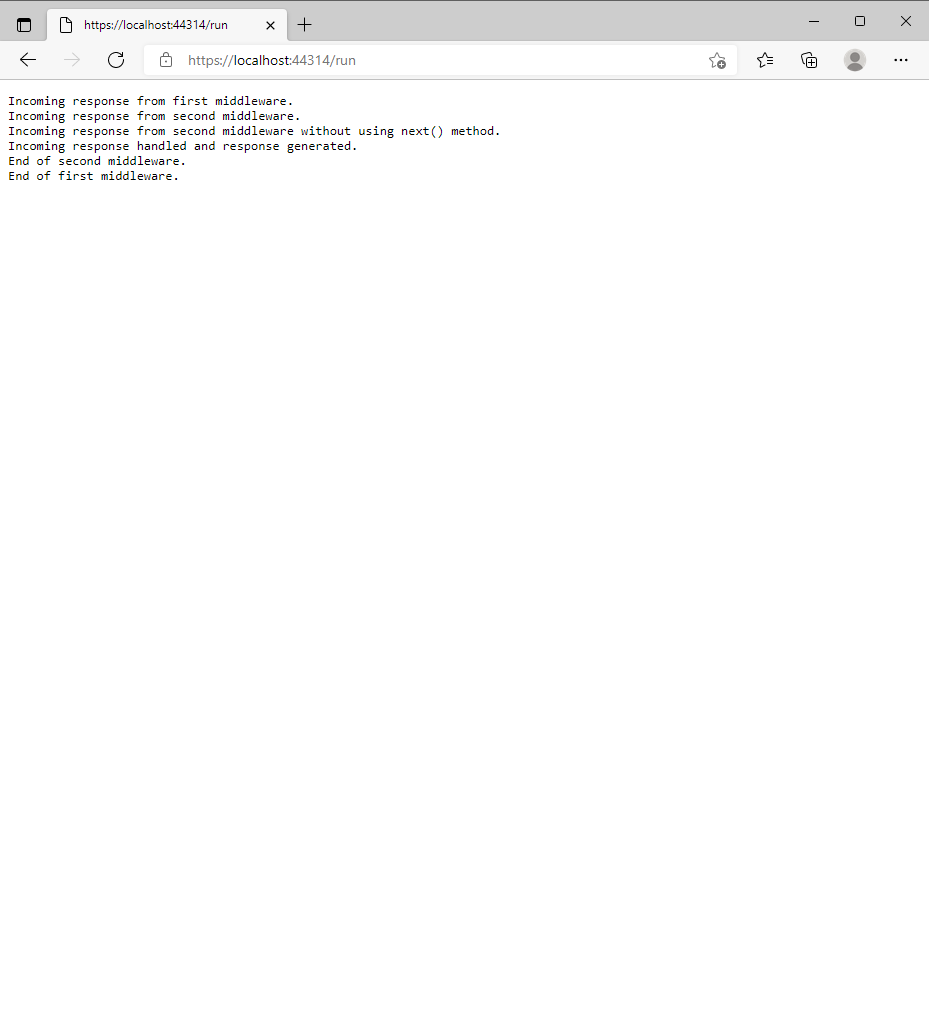 https://localhost:44314/run
https://localhost:44314/run
Incoming response from first middleware.
Incoming response from second middleware.
Incoming response from second middleware without using next() method.
Incoming response handled and response generated.
End of second middleware.
End of first middleware.